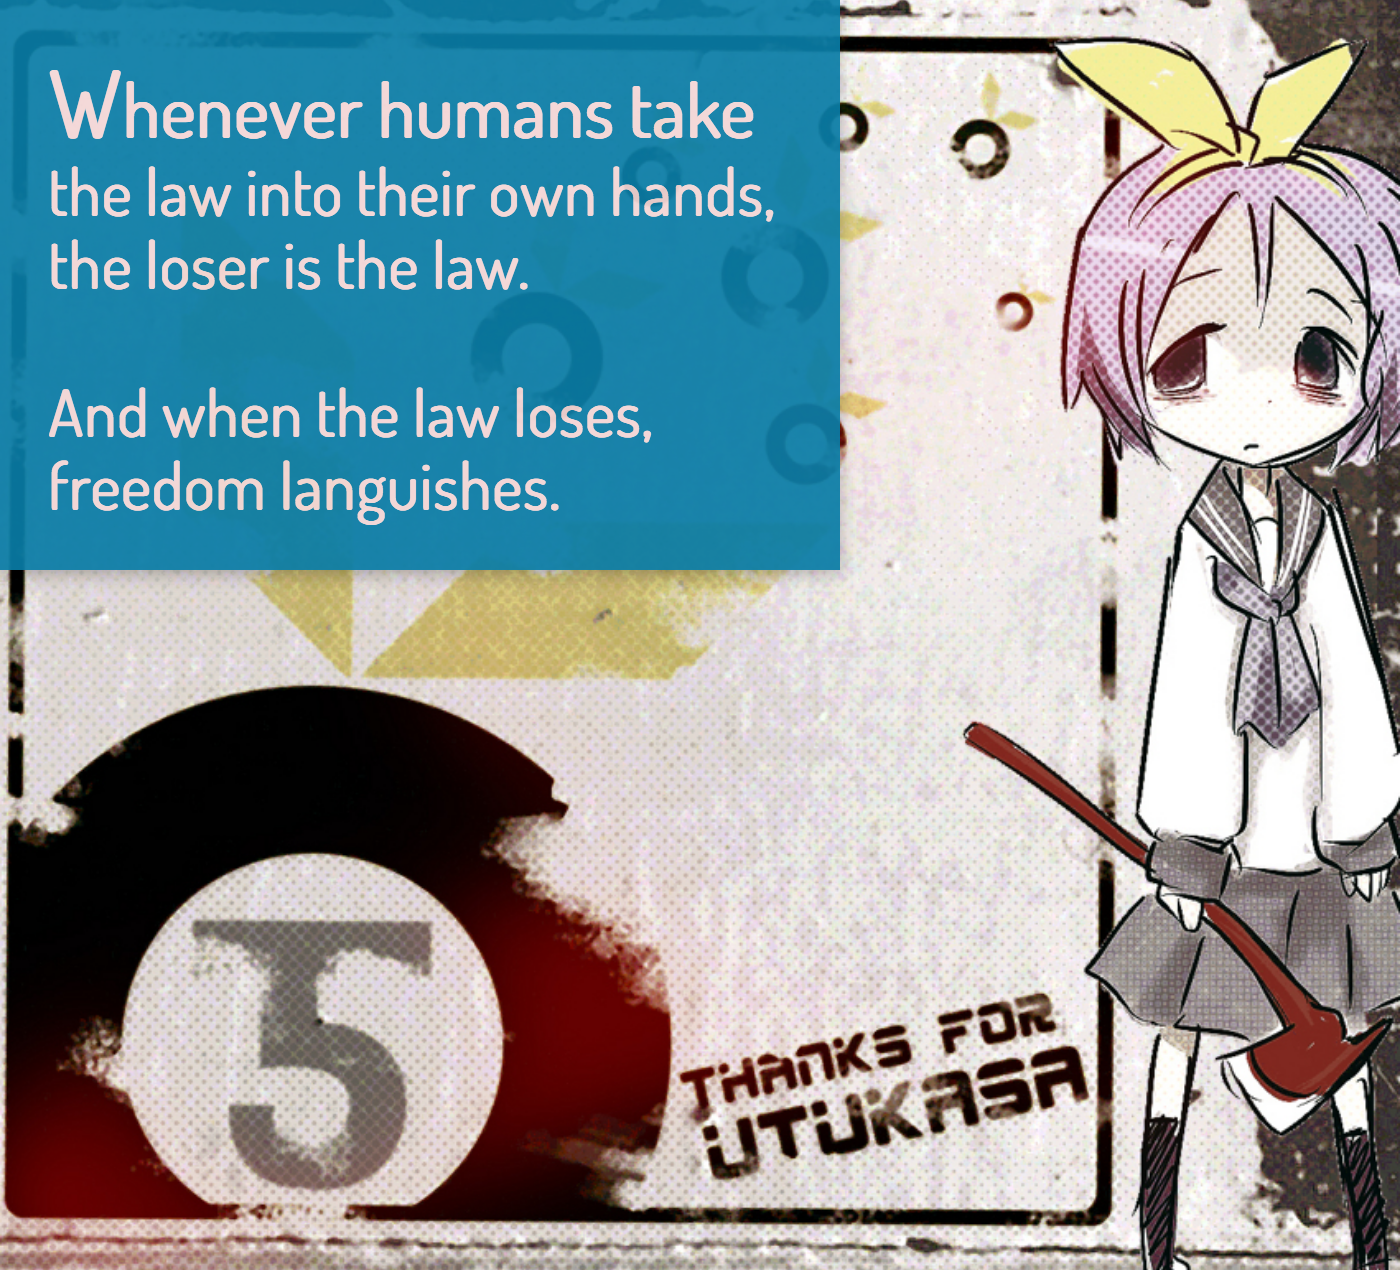 Whenever humans take
the law into their own hands,
the loser is the law.
And when the law loses,
freedom languishes.
5
THANKS FOR
UTUKASA